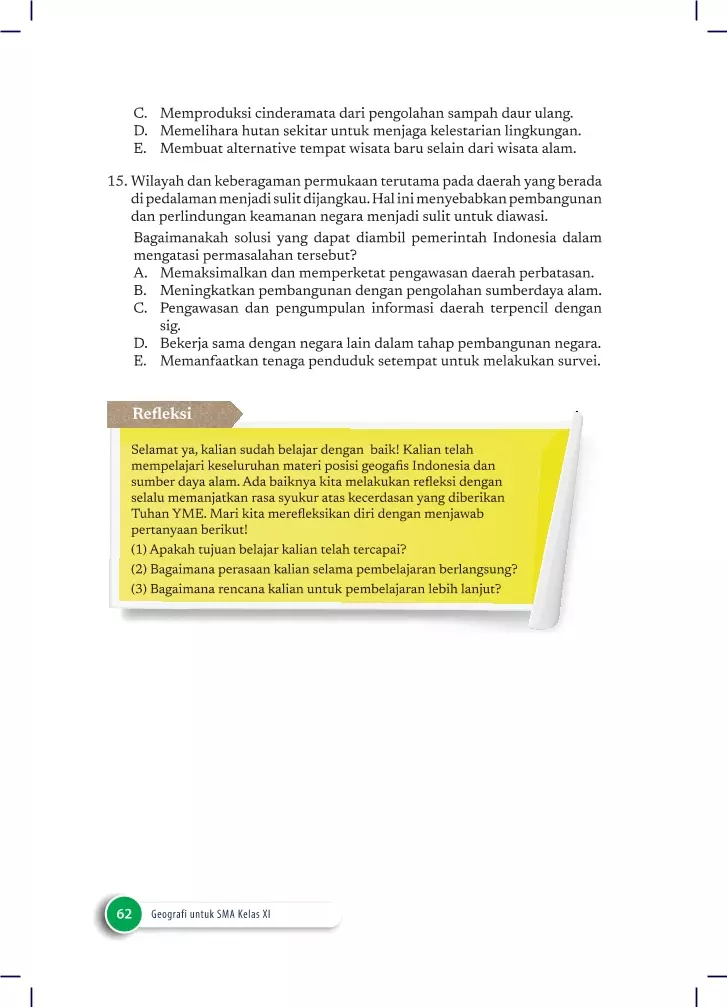 C. Memproduksi cinderamata dari pengolahan sampah daur ulang.
D. Memelihara hutan sekitar untuk menjaga kelestarian lingkungan.
E. Membuat alternative tempat wisata baru selain dari wisata alam.
15. Wilayah dan keberagaman permukaan terutama pada daerah yang berada
di pedalaman menjadi sulit dijangkau. Hal ini menyebabkan pembangunan
dan perlindungan keamanan negara menjadi sulit untuk diawasi.
Bagaimanakah solusi yang dapat diambil pemerintah Indonesia dalam
mengatasi permasalahan tersebut?
A. Memaksimalkan dan memperketat pengawasan daerah perbatasan.
B. Meningkatkan pembangunan dengan pengolahan sumberdaya alam.
C. Pengawasan dan pengumpulan informasi daerah terpencil dengan
sig.
D. Bekerja sama dengan negara lain dalam tahap pembangunan negara.
E. Memanfaatkan tenaga penduduk setempat untuk melakukan survei.
Refleksi
Selamat ya, kalian sudah belajar dengan baik! Kalian telah
mempelajari keseluruhan materi posisi geogafis Indonesia dan
sumber daya alam. Ada baiknya kita melakukan refleksi dengan
selalu memanjatkan rasa syukur atas kecerdasan yang diberikan
Tuhan YME. Mari kita merefleksikan diri dengan menjawab
pertanyaan berikut!
(1) Apakah tujuan belajar kalian telah tercapai?
(2) Bagaimana perasaan kalian selama pembelajaran berlangsung?
(3) Bagaimana rencana kalian untuk pembelajaran lebih lanjut?
62 Geografi untuk SMA Kelas XI